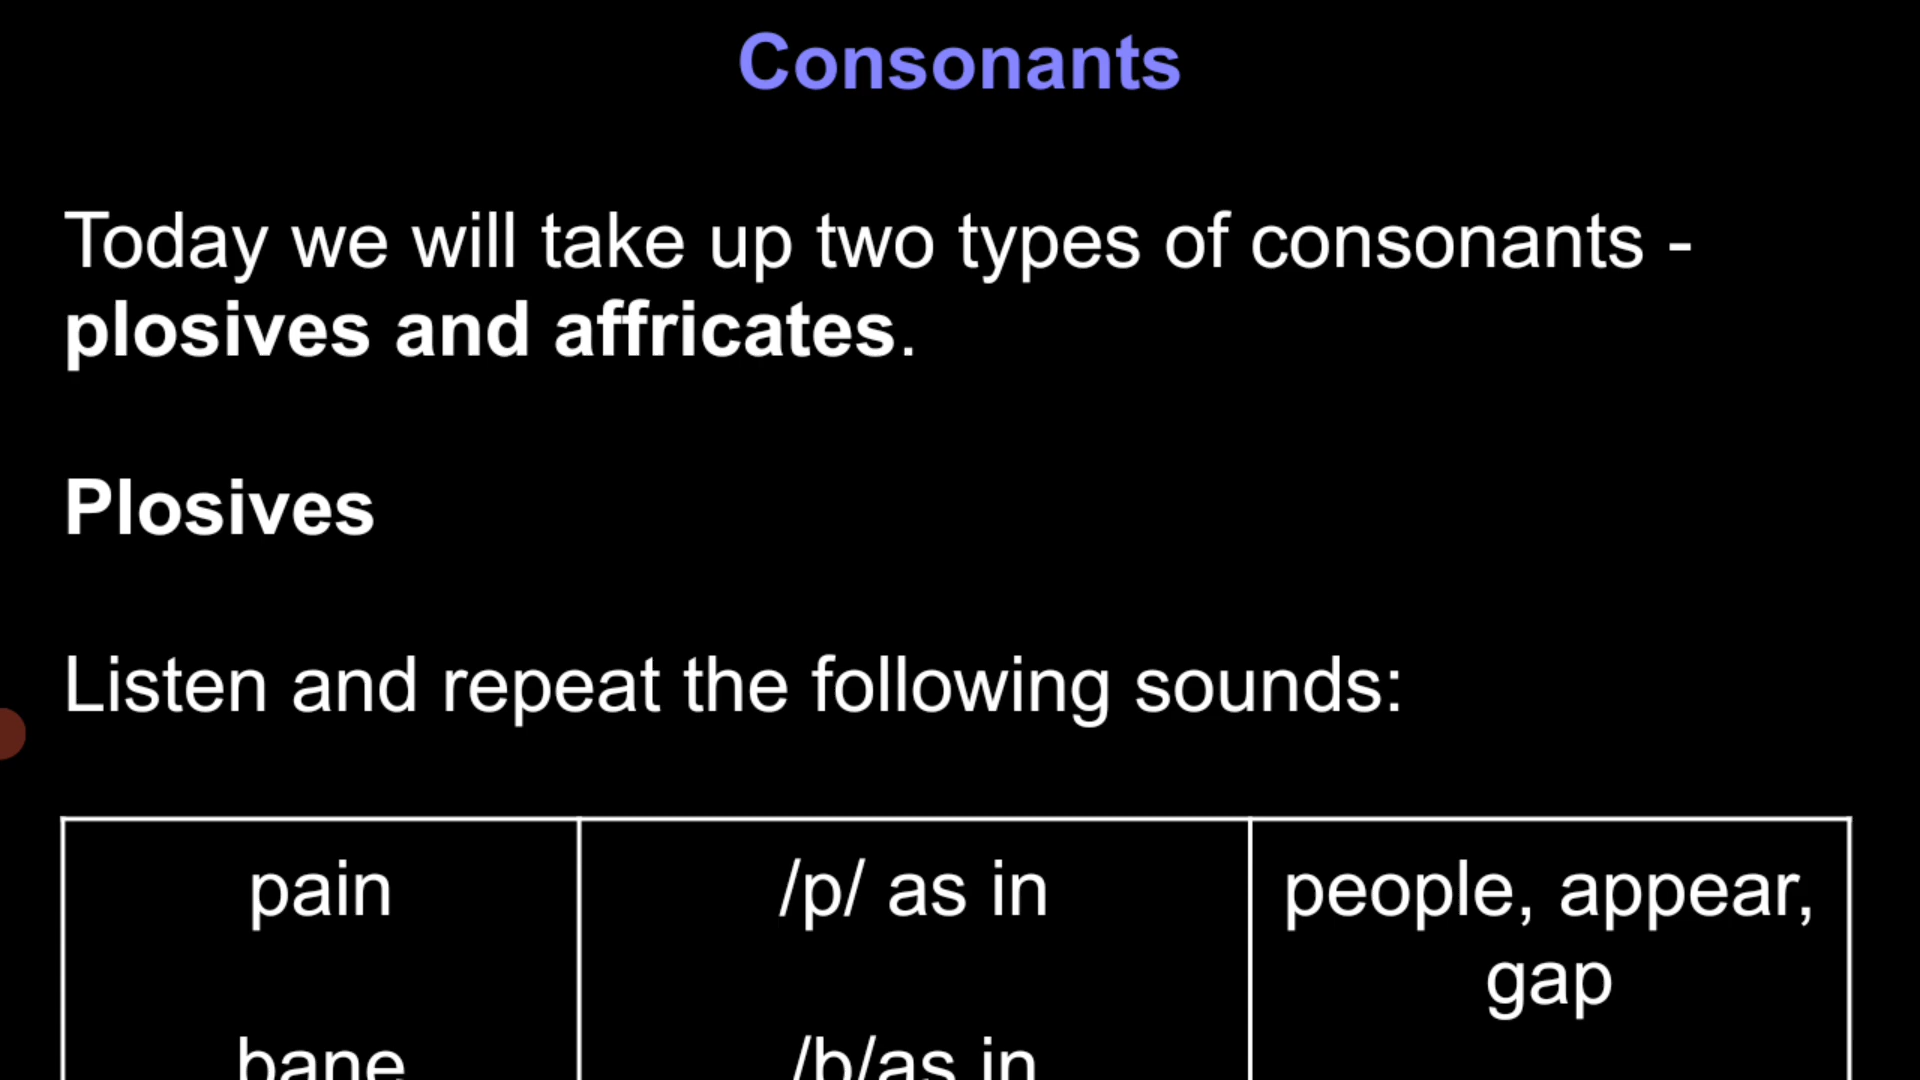 Consonants
Today we will take up two types of consonants -
plosives and affricates.
Plosives
Listen and repeat the following sounds:
pain /p/ as in people, appear,
gap
bane /b/as in